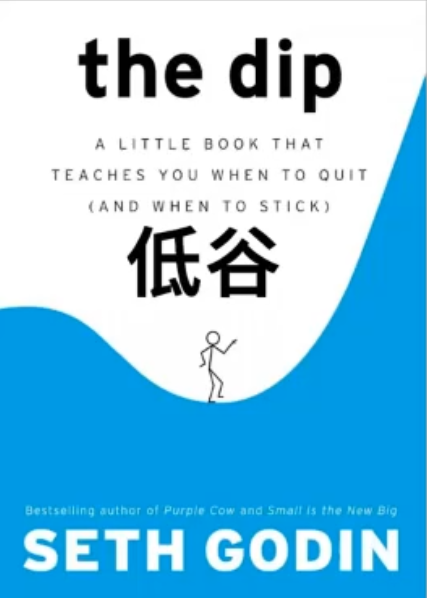 the dip
A LITTLE BOOK THAT
TEACHES YOU WHEN TO QUIT
(AND WHEN TO STICK)
低谷
Bestselling author of Purple Cow and Small Is the New Big
SETH GODIN